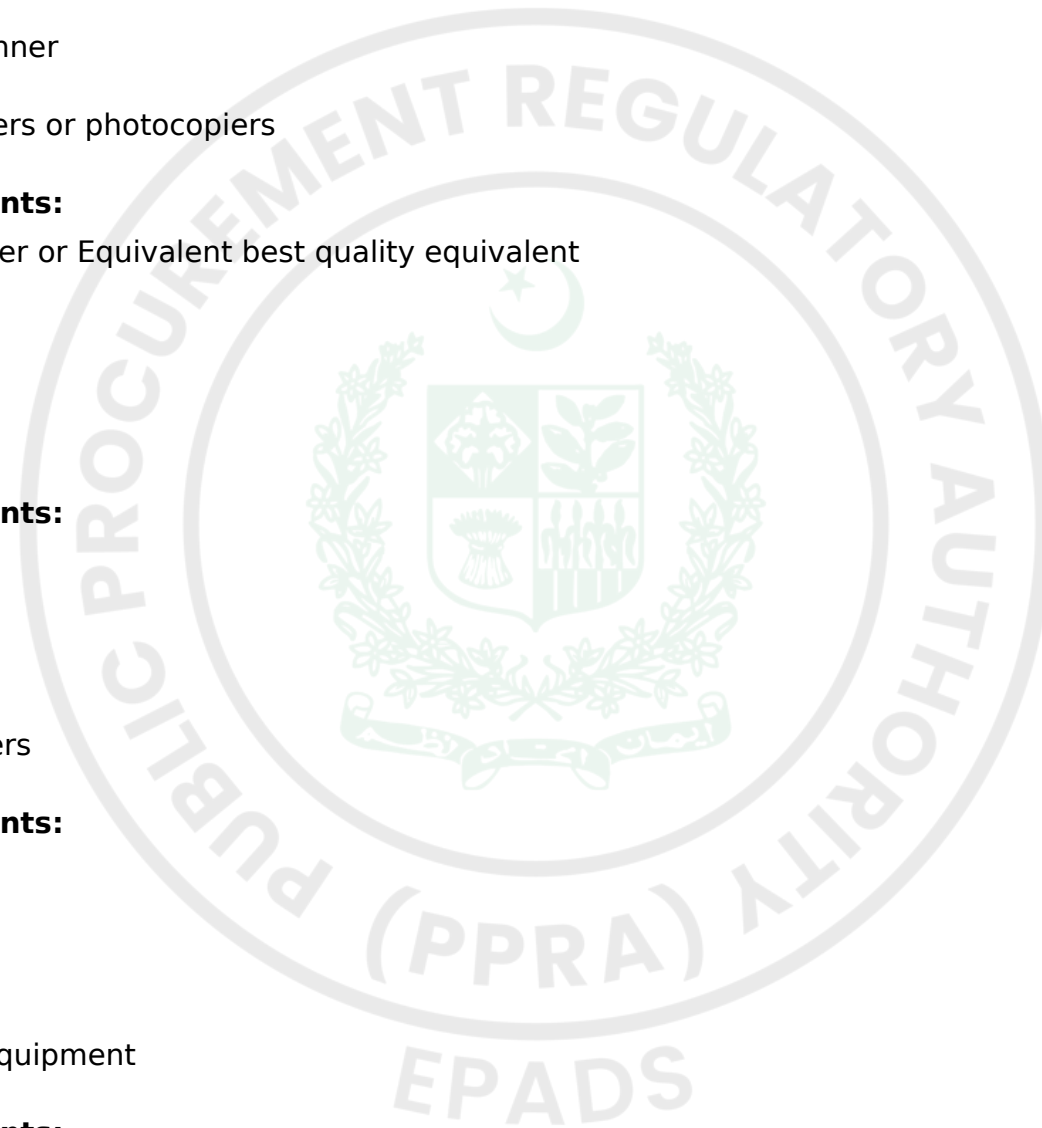 nner
ers or photocopiers
nts:
er or Equivalent best quality equivalent
nts:
ers
nts:
quipment
PUBLIC PROCUREMENT REGULATORY AUTHORITY
(PPRA)
EPADS